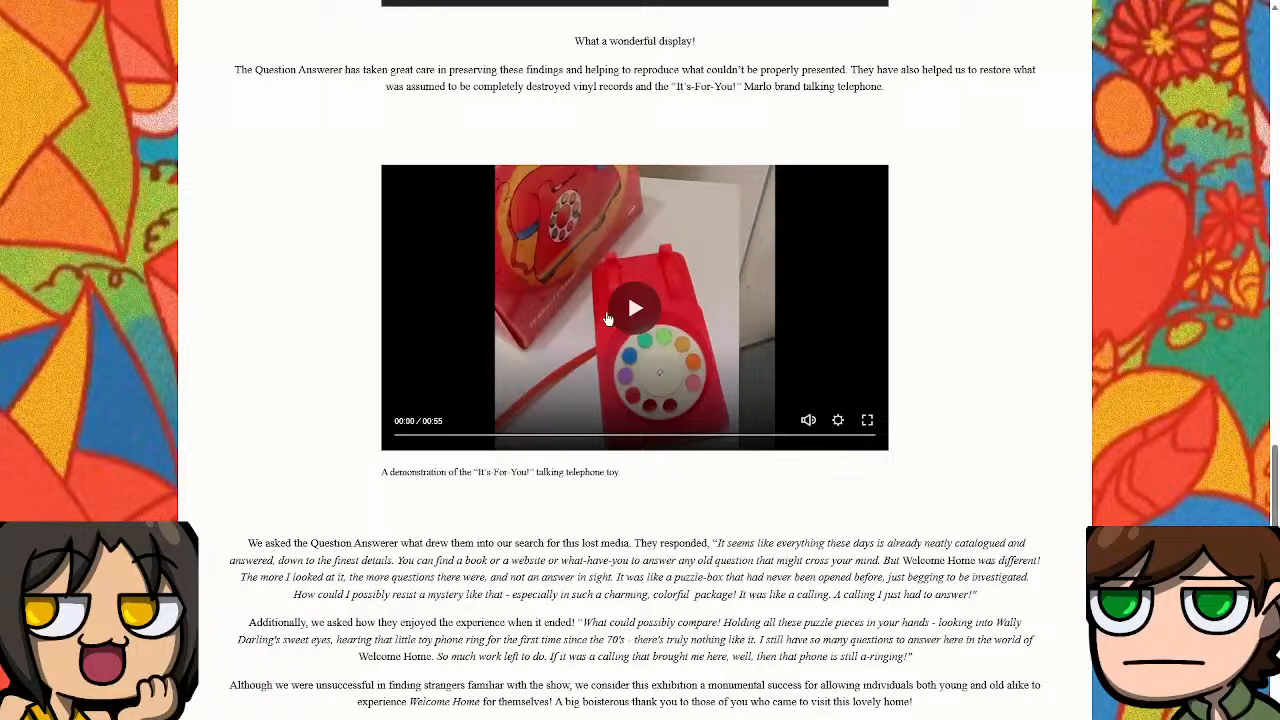 What a wonderful display!
The Question Answerer has taken great care in preserving these findings and helping to reproduce what couldn't be properly presented. They have also helped us to restore what
was assumed to be completely destroyed vinyl records and the "It's-For-You!" Marlo brand talking telephone.
00:00 / 00:55
A demonstration of the "It's-For-You!" talking telephone toy.
We asked the Question Answerer what drew them into our search for this lost media. They responded, "It seems like everything these days is already neatly catalogued and
answered, down to the finest details. You can find a book or a website or what-have-you to answer any old question that might cross your mind. But Welcome Home was different!
The more I looked at it, the more questions there were, and not an answer in sight. It was like a puzzle-box that had never been opened before, just begging to be investigated.
How could I possibly resist a mystery like that - especially in such a charming, colorful package! It was like a calling. A calling I just had to answer!"
Additionally, we asked how they enjoyed the experience when it ended! "What could possibly compare! Holding all these puzzle pieces in your hands - looking into Wally
Darling's sweet eyes, hearing that little toy phone ring for the first time since the 70's - there's truly nothing like it. I still have so many questions to answer here in the world of
Welcome Home. So much work left to do. If it was a calling that brought me here, well, then that phone is still a-ringing!"
Although we were unsuccessful in finding strangers familiar with the show, we consider this exhibition a monumental success for allowing individuals both young and old alike to
experience Welcome Home for themselves! A big boisterous thank you to those of you who came to visit this lovely home!